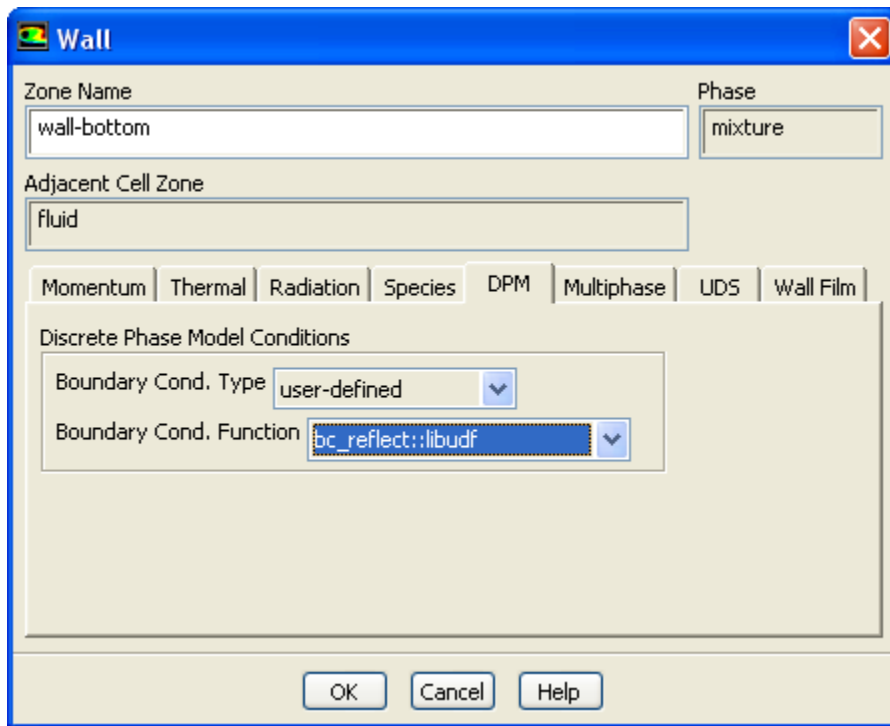 Wall
Zone Name Phase
wall-bottom mixture
Adjacent Cell Zone
fluid
Momentum Thermal Radiation Species DPM Multiphase UDS Wall Film
Discrete Phase Model Conditions
Boundary Cond. Type user-defined
Boundary Cond. Function bc_reflect::libudf
OK Cancel Help